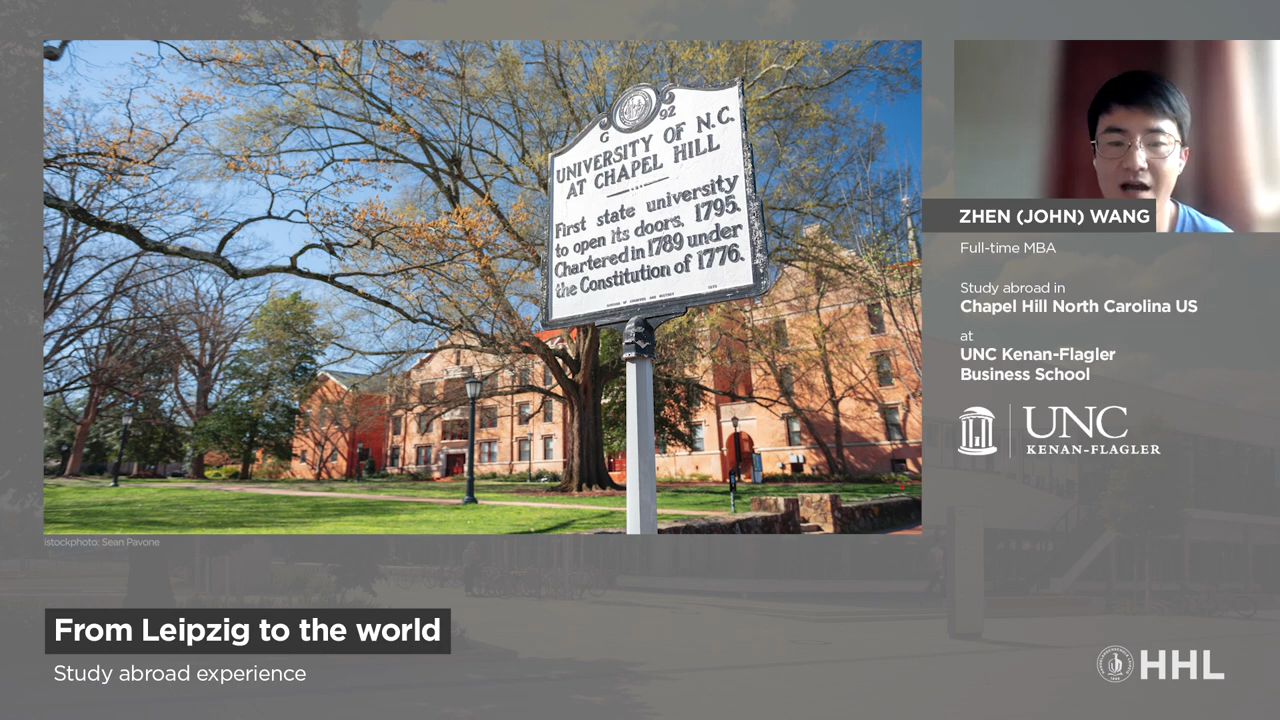 G
92
UNIVERSITY OF N.C.
AT CHAPEL HILL
First state university
to open its doors, 1795.
Chartered in 1789 under
the Constitution of 1776.
istockphoto: Sean Pavone
ZHEN (JOHN) WANG
Full-time MBA
Study abroad in
Chapel Hill North Carolina US
at
UNC Kenan-Flagler
Business School
UNC
KENAN-FLAGLER
From Leipzig to the world
Study abroad experience
HHL